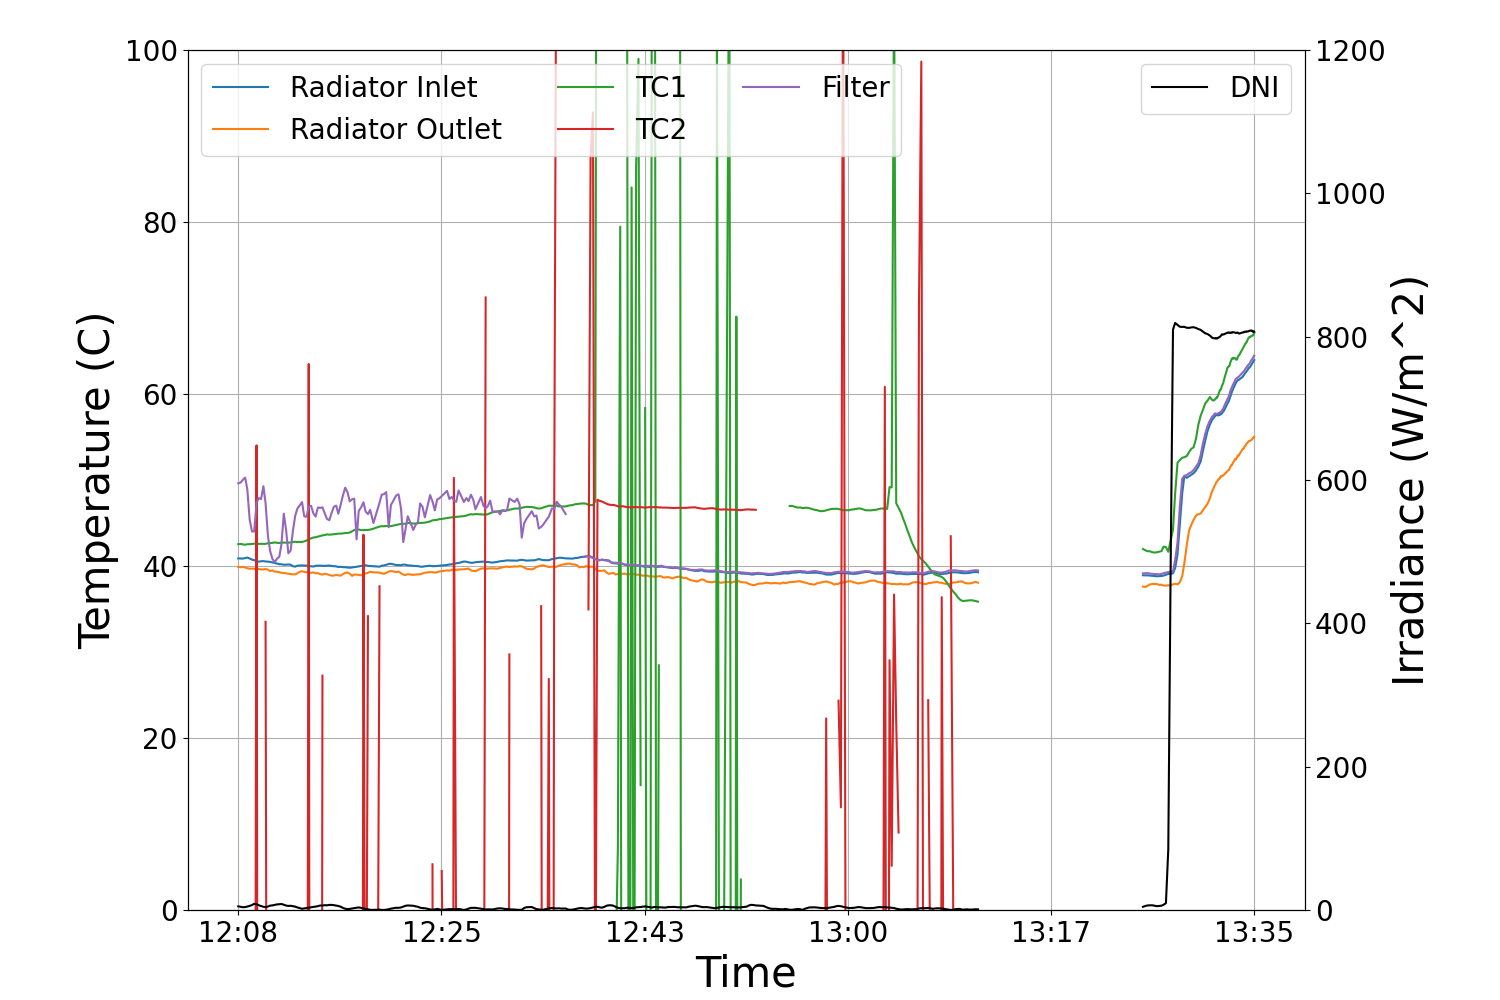 100
80
60
40
20
0
Temperature (C)
Radiator Inlet
Radiator Outlet
TC1
TC2
Filter
DNI
1200
1000
800
600
400
200
0
Irradiance (W/m^2)
12:08
12:25
12:43
13:00
13:17
13:35
Time